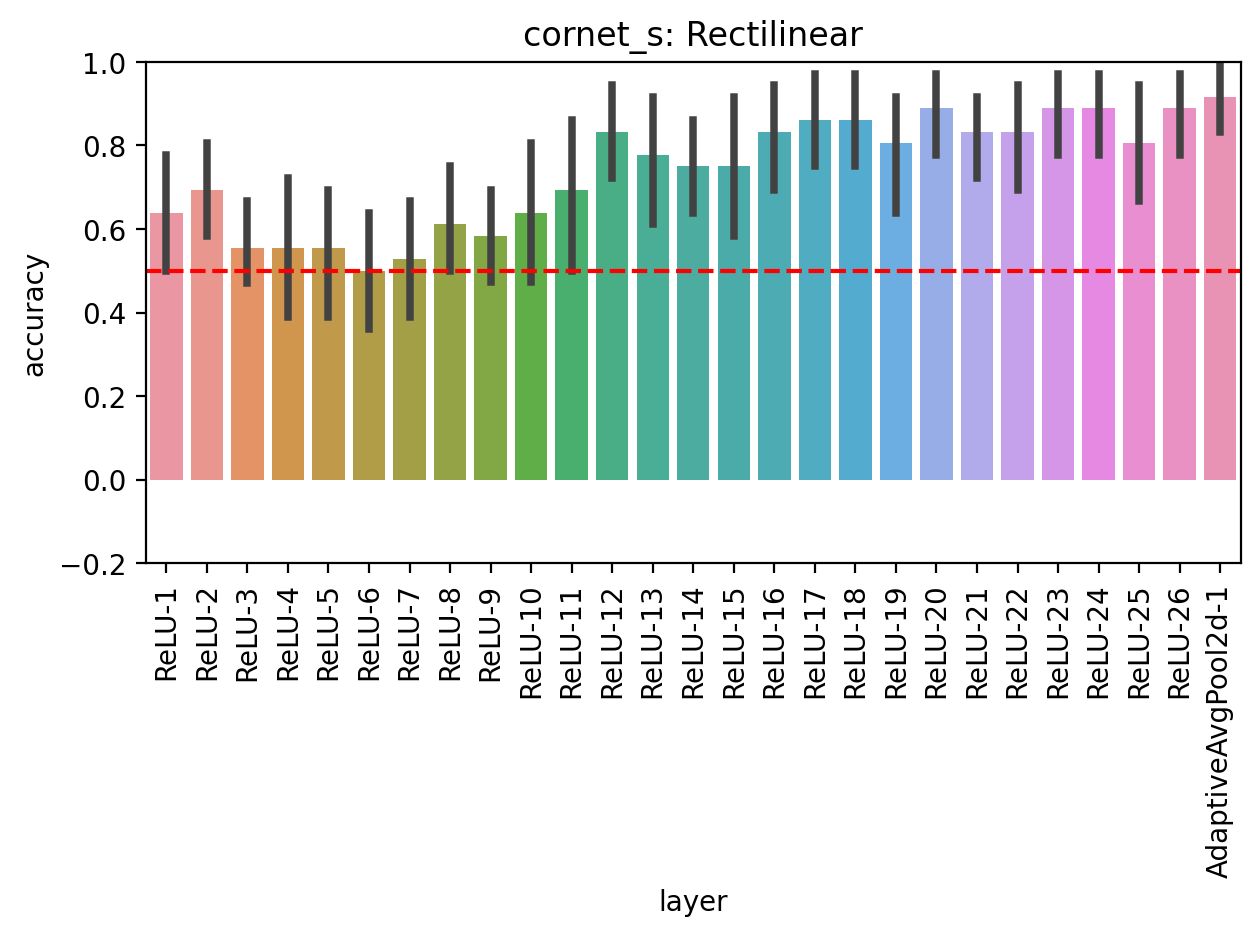 cornet_s: Rectilinear
accuracy
1.0
0.8
0.6
0.4
0.2
0.0
−0.2
ReLU-1
ReLU-2
ReLU-3
ReLU-4
ReLU-5
ReLU-6
ReLU-7
ReLU-8
ReLU-9
ReLU-10
ReLU-11
ReLU-12
ReLU-13
ReLU-14
ReLU-15
ReLU-16
ReLU-17
ReLU-18
ReLU-19
ReLU-20
ReLU-21
ReLU-22
ReLU-23
ReLU-24
ReLU-25
ReLU-26
AdaptiveAvgPool2d-1
layer